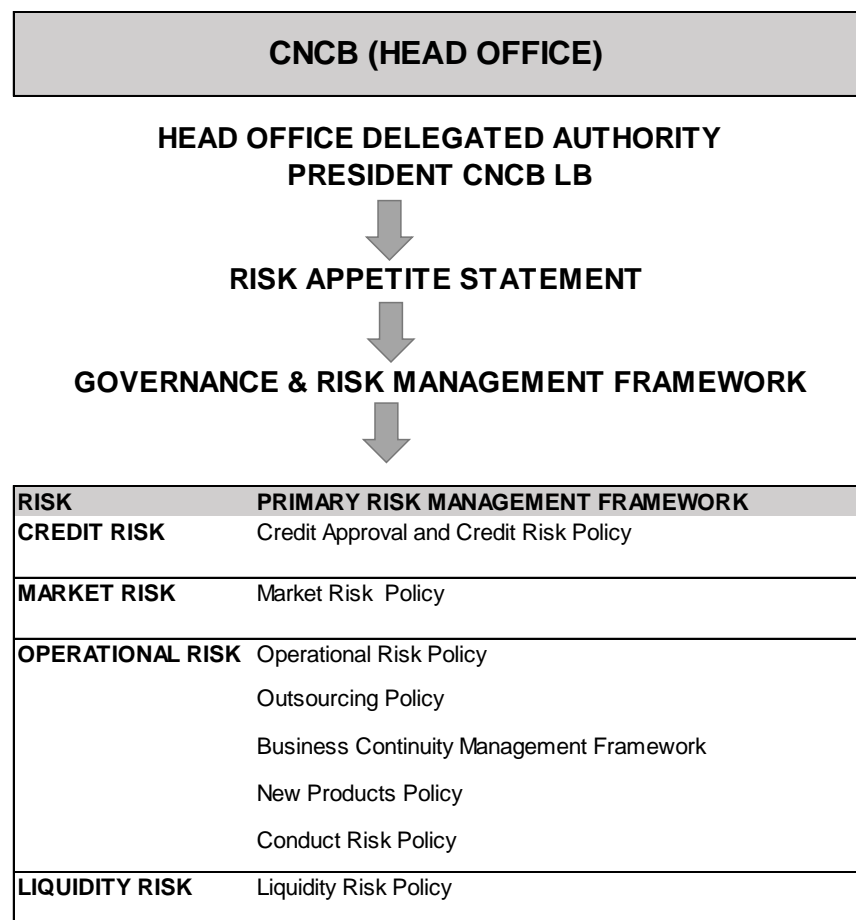 CNCB (HEAD OFFICE)
HEAD OFFICE DELEGATED AUTHORITY
PRESIDENT CNCB LB
RISK APPETITE STATEMENT
GOVERNANCE & RISK MANAGEMENT FRAMEWORK
RISK PRIMARY RISK MANAGEMENT FRAMEWORK
CREDIT RISK Credit Approval and Credit Risk Policy
MARKET RISK Market Risk Policy
OPERATIONAL RISK Operational Risk Policy
Outsourcing Policy
Business Continuity Management Framework
New Products Policy
Conduct Risk Policy
LIQUIDITY RISK Liquidity Risk Policy